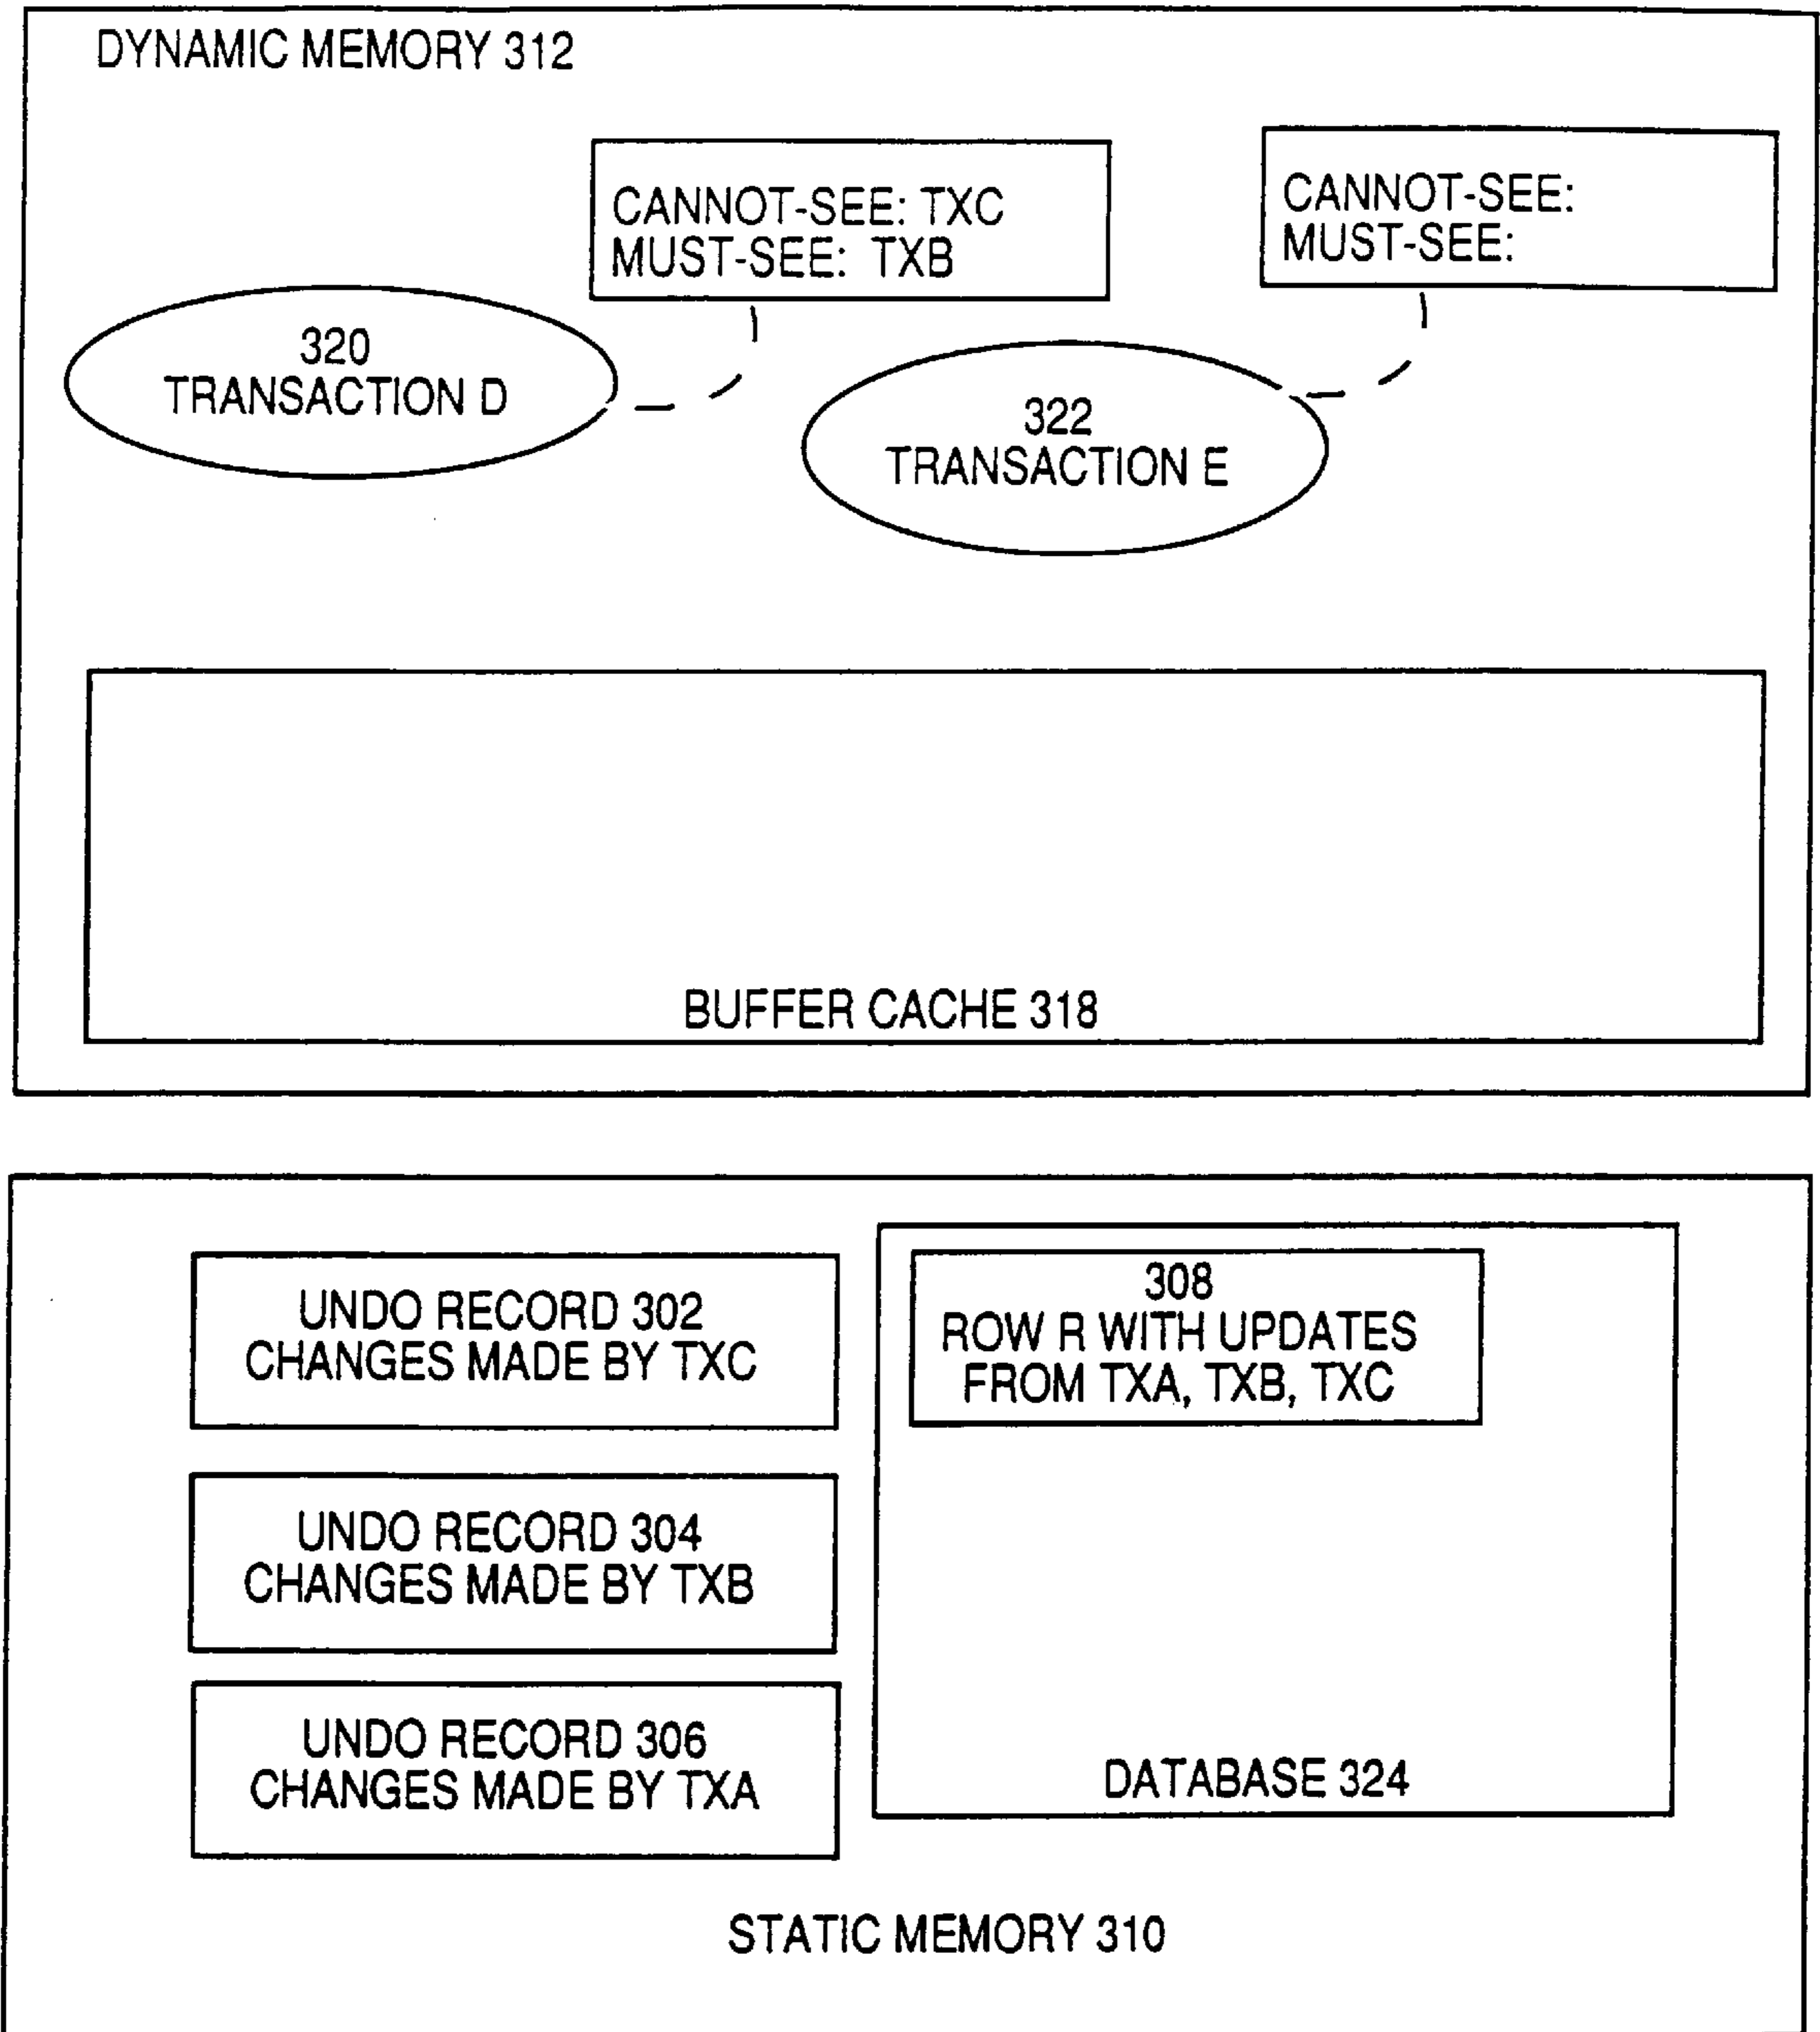 DYNAMIC MEMORY 312
CANNOT-SEE: TXC
MUST-SEE: TXB
CANNOT-SEE:
MUST-SEE:
320
TRANSACTION D
322
TRANSACTION E
BUFFER CACHE 318
UNDO RECORD 302
CHANGES MADE BY TXC
308
ROW R WITH UPDATES
FROM TXA, TXB, TXC
UNDO RECORD 304
CHANGES MADE BY TXB
UNDO RECORD 306
CHANGES MADE BY TXA
DATABASE 324
STATIC MEMORY 310